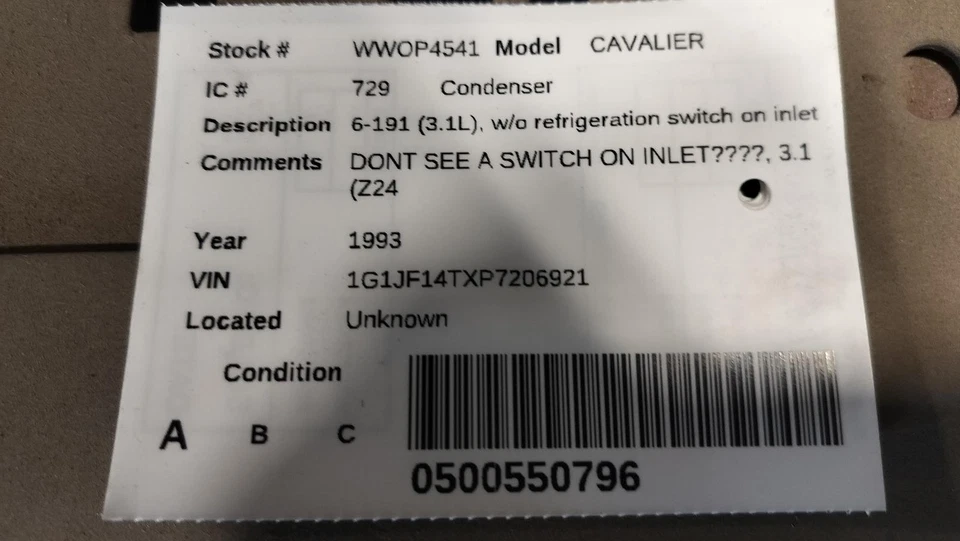 Stock # WWOP4541 Model CAVALIER
IC # 729 Condenser
Description 6-191 (3.1L), w/o refrigeration switch on inlet
Comments DONT SEE A SWITCH ON INLET????, 3.1
(Z24
Year 1993
VIN 1G1JF14TXP7206921
Located Unknown
Condition
A B C
0500550796